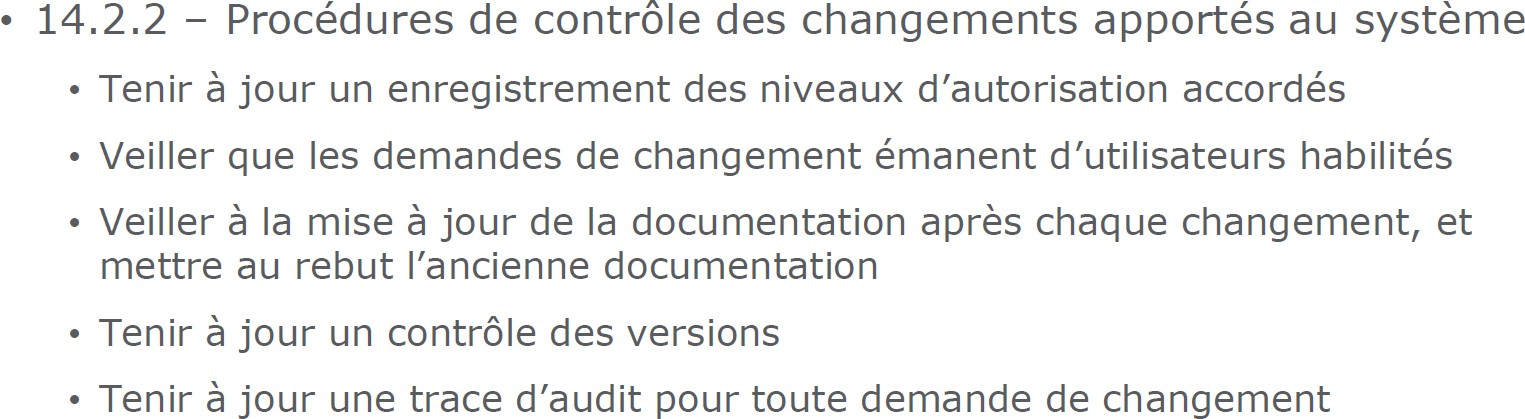 • 14.2.2 – Procédures de contrôle des changements apportés au système
• Tenir à jour un enregistrement des niveaux d’autorisation accordés
• Veiller que les demandes de changement émanent d’utilisateurs habilités
• Veiller à la mise à jour de la documentation après chaque changement, et
mettre au rebut l’ancienne documentation
• Tenir à jour un contrôle des versions
• Tenir à jour une trace d’audit pour toute demande de changement